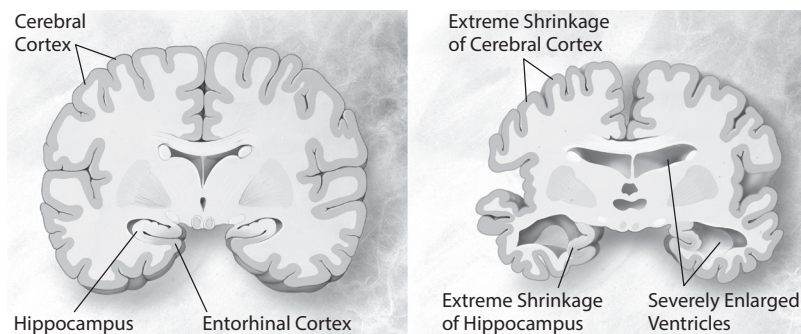 Cerebral
Cortex
Hippocampus
Entorhinal Cortex
Extreme Shrinkage
of Cerebral Cortex
Extreme Shrinkage
of Hippocampus
Severely Enlarged
Ventricles